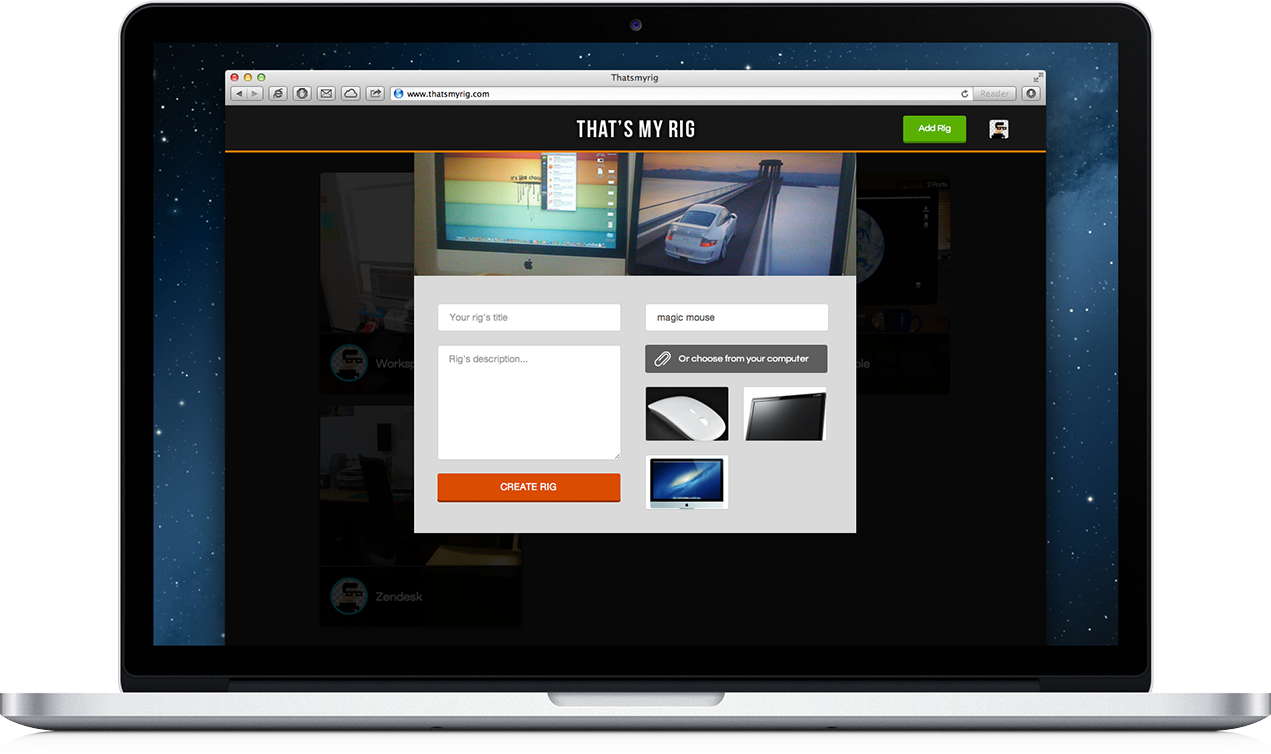 Thatsmyrig
www.thatsmyrig.com
Reader
THAT'S MY RIG
Add Rig
Your rig's title
magic mouse
Rig's description...
Or choose from your computer
CREATE RIG
Zendesk